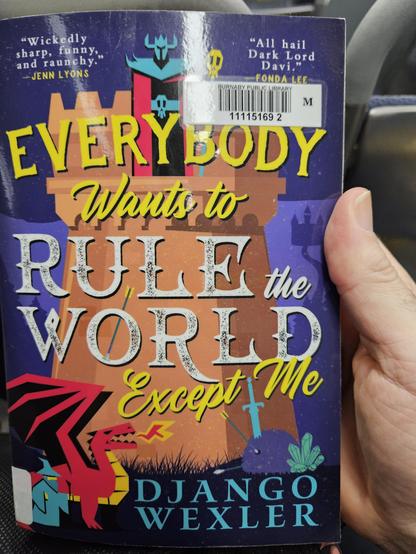 “Wickedly
sharp, funny,
and raunchy.”
—JENN LYONS
“All hail
Dark Lord
Davi.”
—FONDA LEE
BURNABY PUBLIC LIBRARY
M
11115169 2
EVERYBODY
Wants to
RULE the
WORLD
Except Me
DJANGO
WEXLER